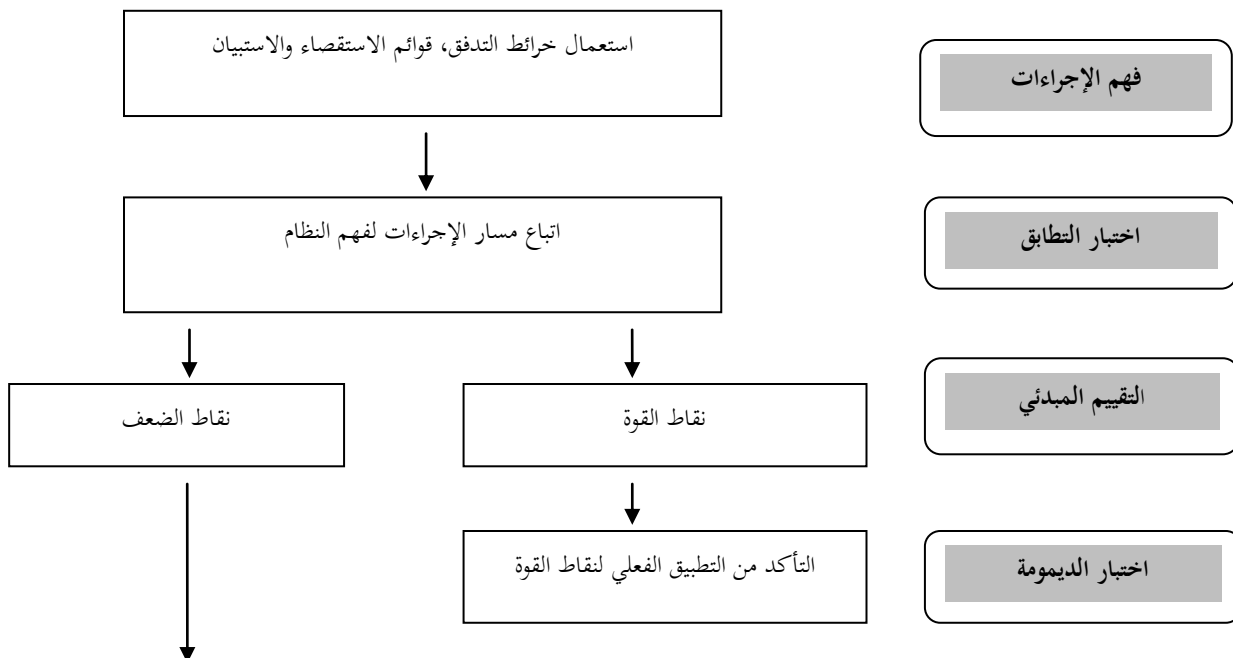 استعمال خرائط التدفق، قوائم الاستقصاء والاستبيان
فهم الإجراءات
اتباع مسار الإجراءات لفهم النظام
اختبار التطابق
التقييم المبدئي
نقاط القوة
نقاط الضعف
اختبار الديمومة
التأكد من التطبيق الفعلي لنقاط القوة